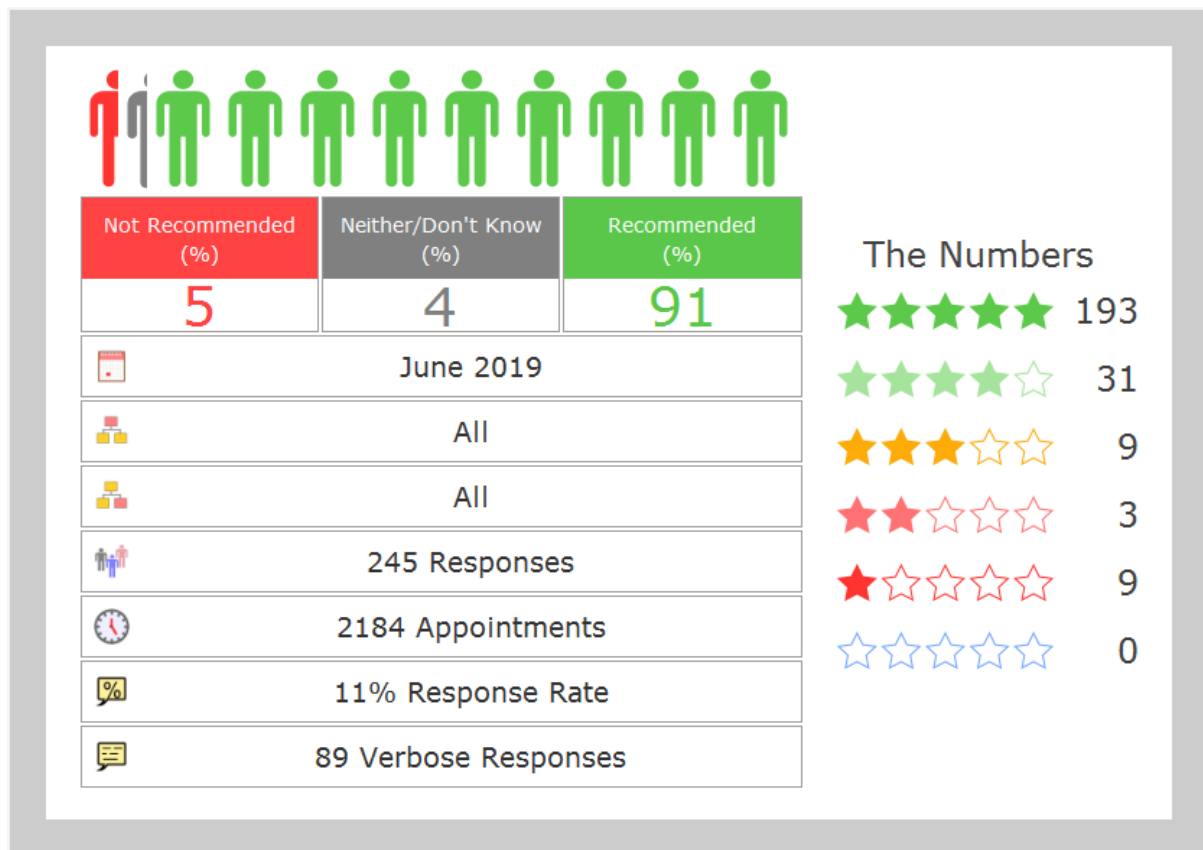 Not Recommended
(%)
Neither/Don't Know
(%)
Recommended
(%)
5
4
91
June 2019
All
All
245 Responses
2184 Appointments
%
11% Response Rate
89 Verbose Responses
The Numbers
193
31
9
3
9
0